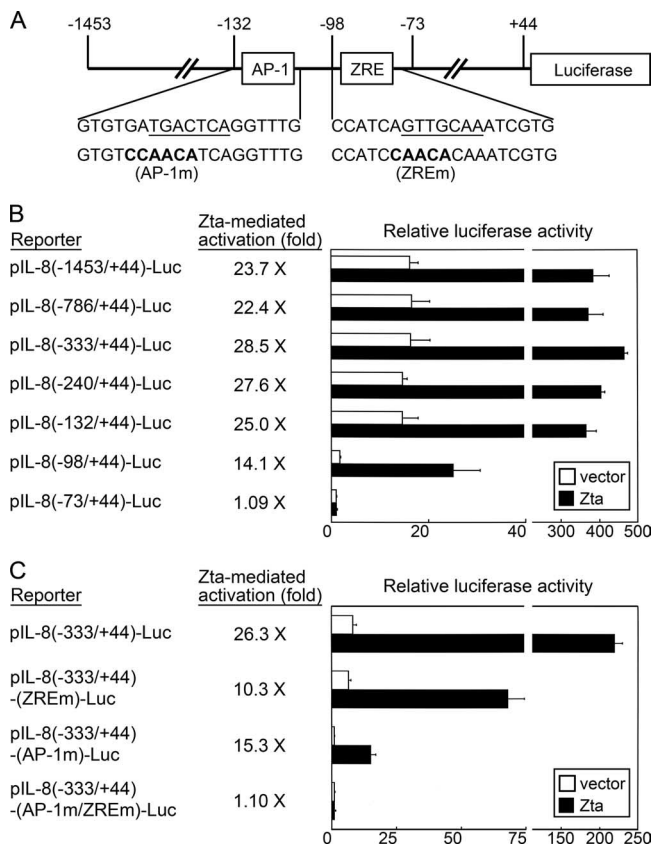 A
-1453 -132 -98 -73 +44
AP-1 ZRE Luciferase
GTGTGATGACTCAGGTTTG CCATCAGTTGCAAATCGTG
GTGTCCAACATCAGGTTTG CCATCCAACACAAATCGTG
(AP-1m) (ZREm)
B
Reporter Zta-mediated activation (fold) Relative luciferase activity
pIL-8(-1453/+44)-Luc 23.7 X
pIL-8(-786/+44)-Luc 22.4 X
pIL-8(-333/+44)-Luc 28.5 X
pIL-8(-240/+44)-Luc 27.6 X
pIL-8(-132/+44)-Luc 25.0 X
pIL-8(-98/+44)-Luc 14.1 X
pIL-8(-73/+44)-Luc 1.09 X
vector
Zta
0 20 40 300 400 500
C
Reporter Zta-mediated activation (fold) Relative luciferase activity
pIL-8(-333/+44)-Luc 26.3 X
pIL-8(-333/+44)
-(ZREm)-Luc 10.3 X
pIL-8(-333/+44)
-(AP-1m)-Luc 15.3 X
pIL-8(-333/+44)
-(AP-1m/ZREm)-Luc 1.10 X
vector
Zta
0 25 50 75 150 200 250